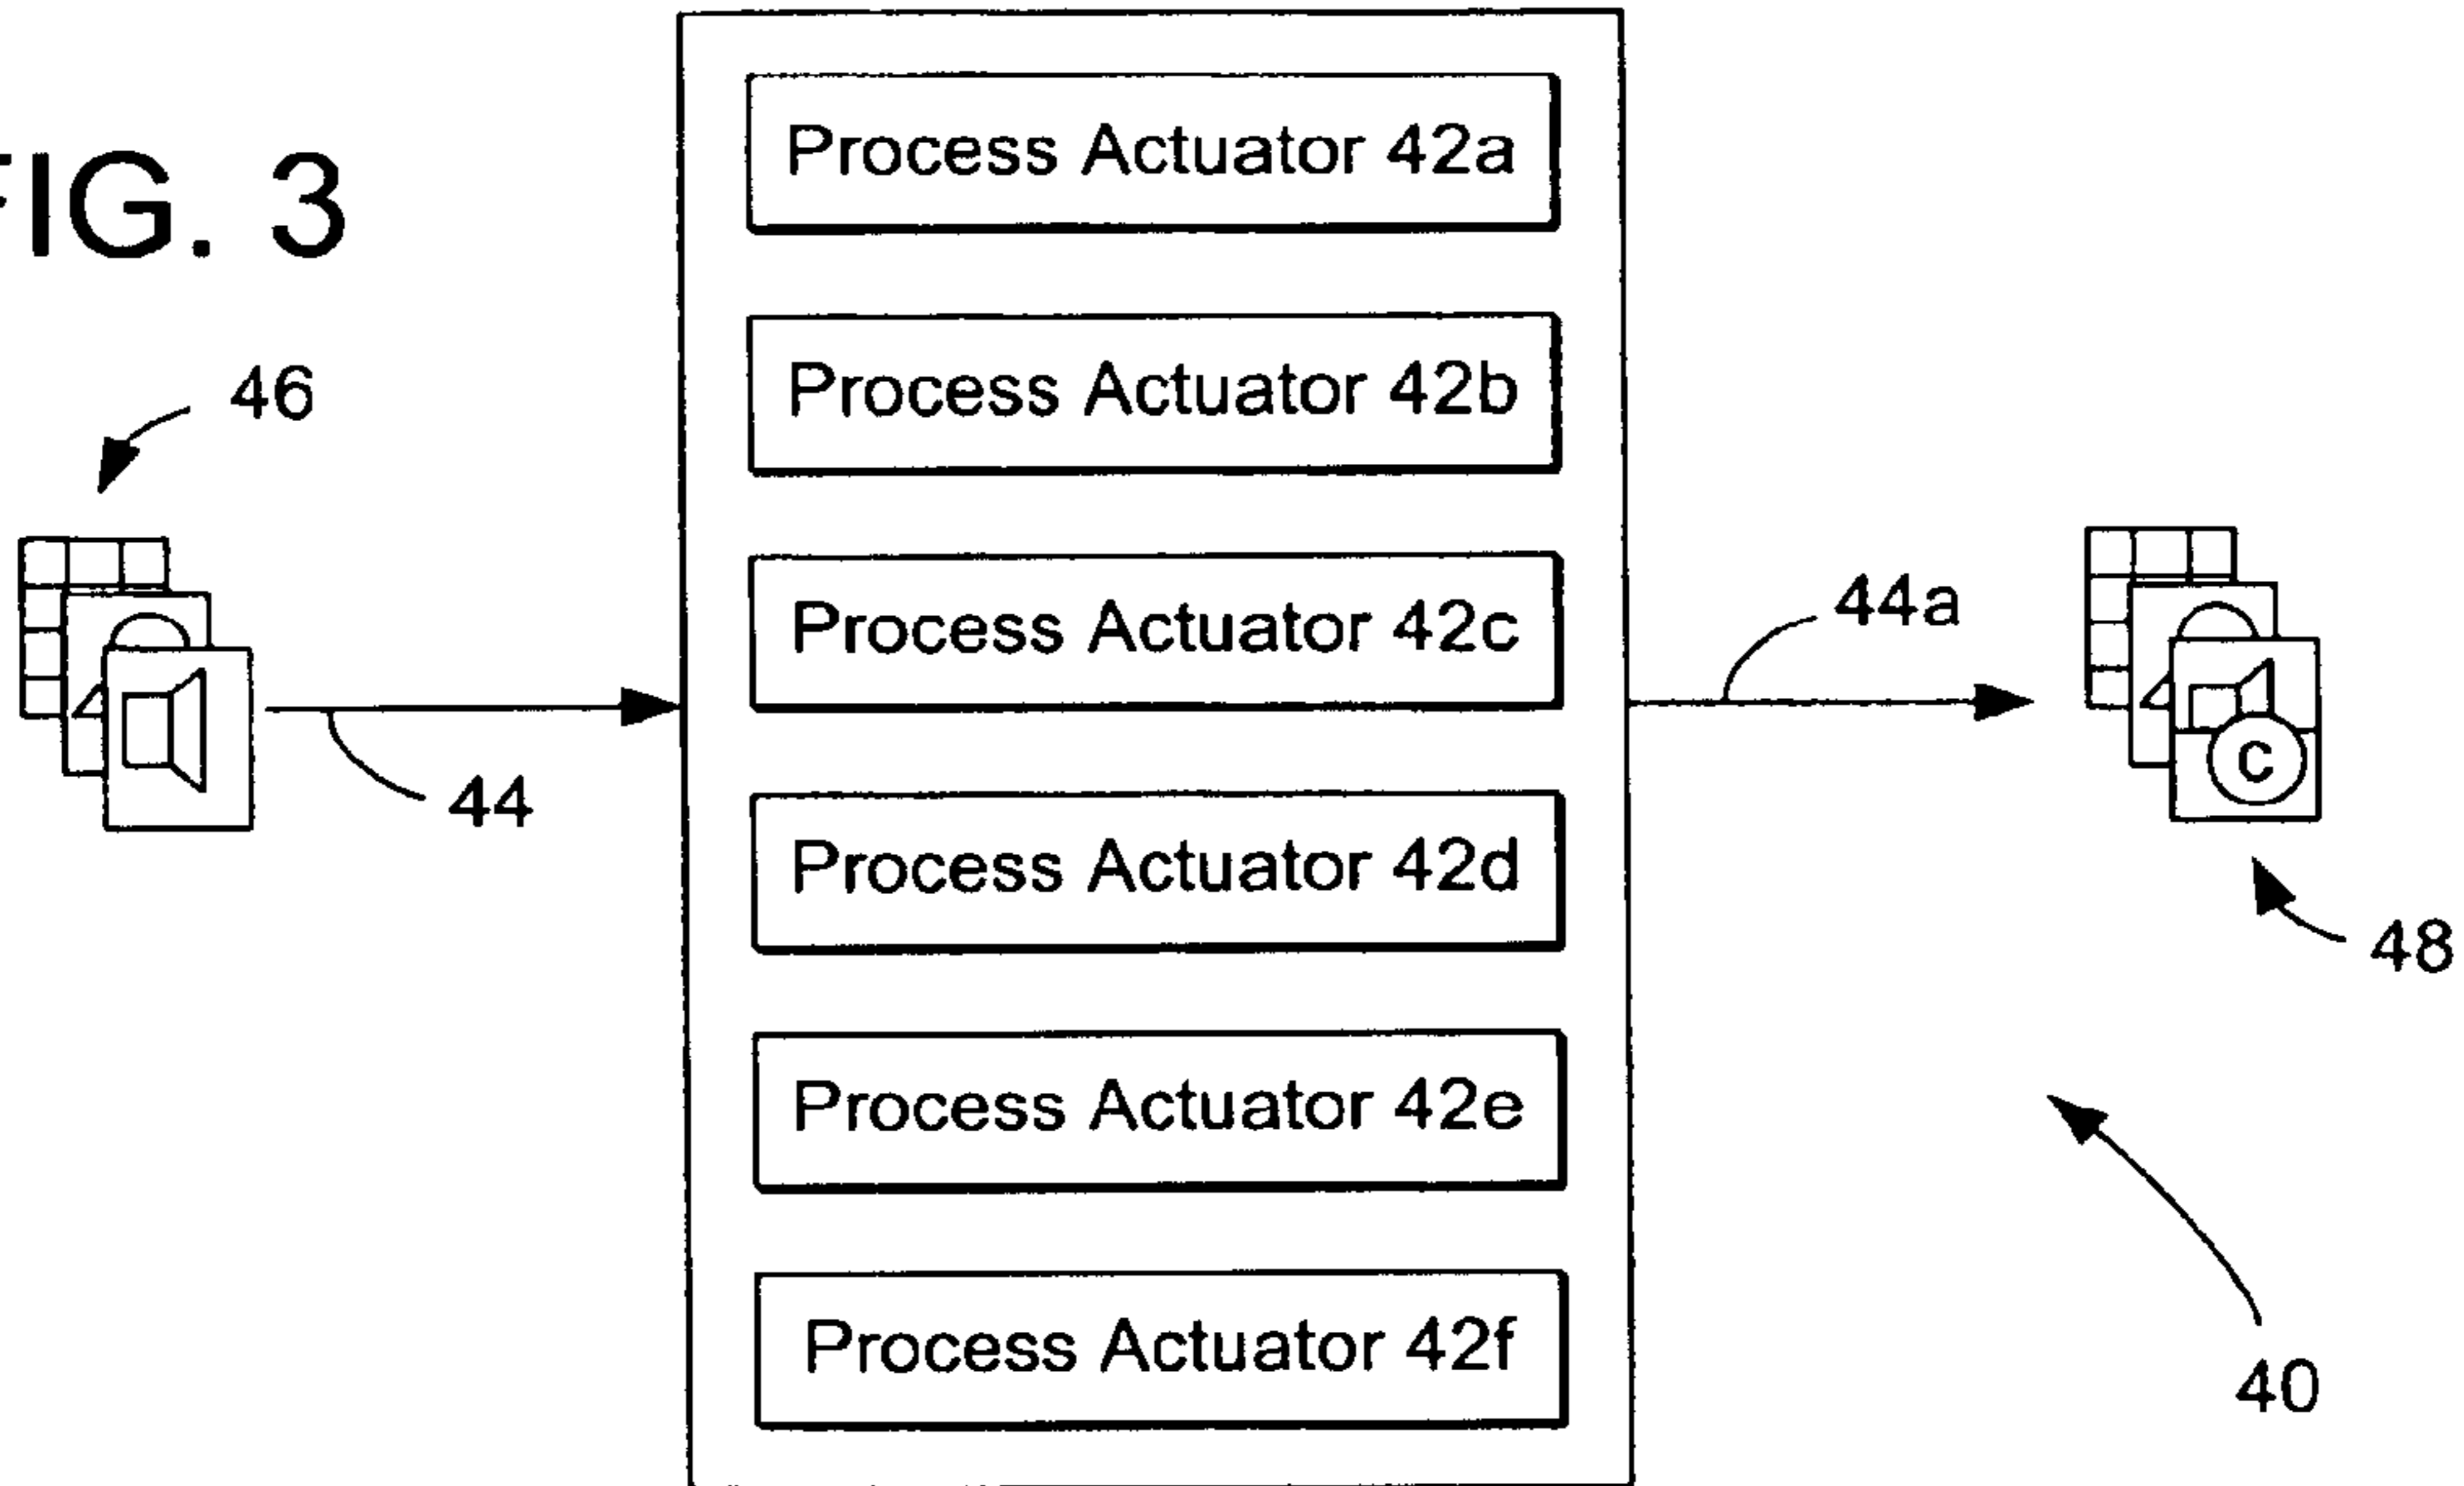 FIG. 3
Process Actuator 42a
Process Actuator 42b
46
Process Actuator 42c
44a
44
C
Process Actuator 42d
48
Process Actuator 42e
Process Actuator 42f
40